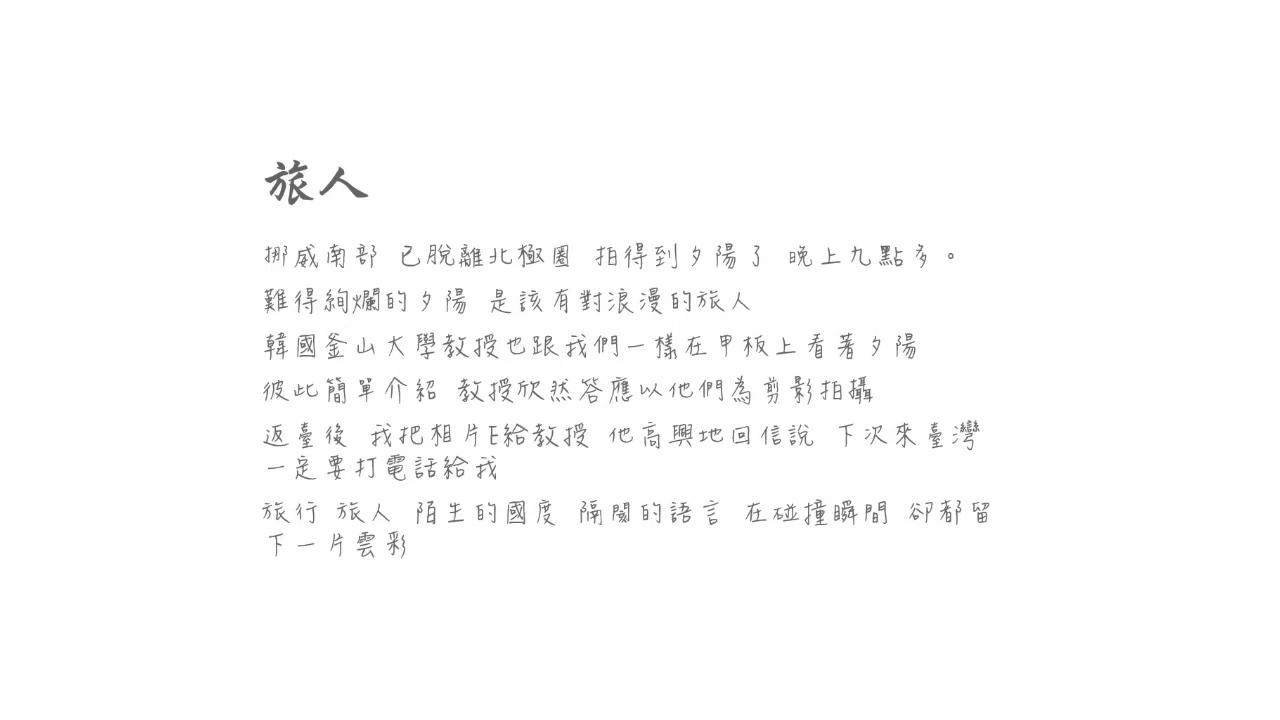 旅人
挪威南部 已脫離北極圈 拍得到夕陽了 晚上九點多。
難得絢爛的夕陽 是該有對浪漫的旅人
韓國釜山大學教授也跟我們一樣在甲板上看著夕陽
彼此簡單介紹 教授欣然答應以他們為剪影拍攝
返臺後 我把相片E給教授 他高興地回信說 下次來臺灣
一定要打電話給我
旅行 旅人 陌生的國度 隔閡的語言 在碰撞瞬間 卻都留
下一片雲彩